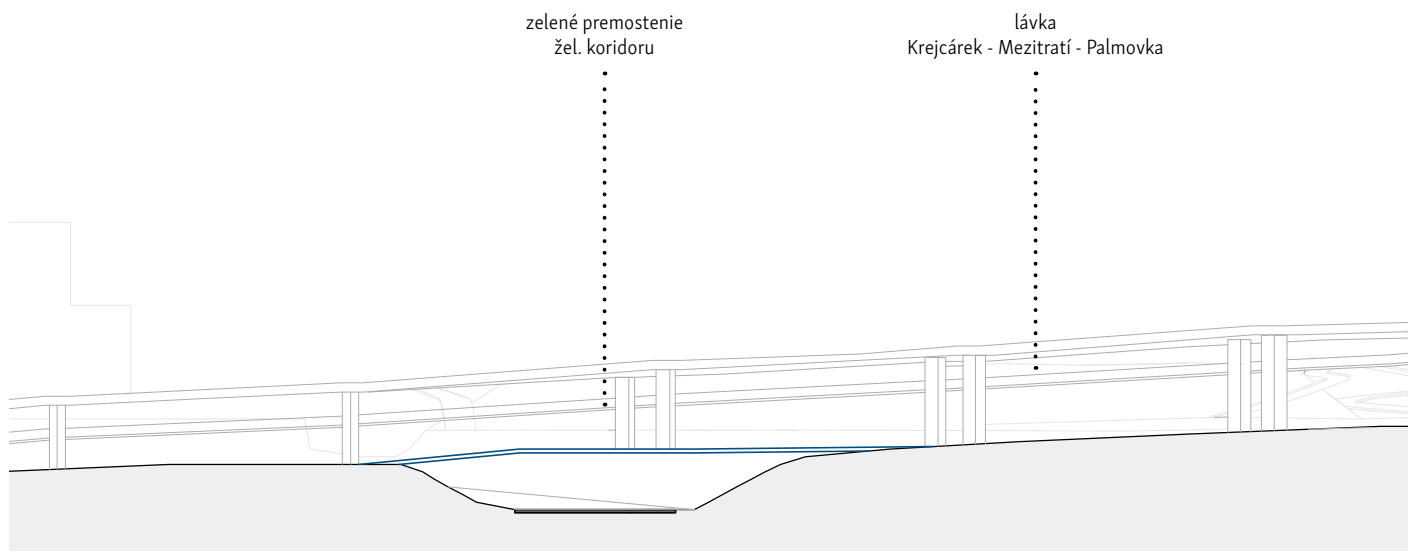 zelené premostenie
žel. koridoru
lávka
Krejcárek - Mezitratí - Palmovka